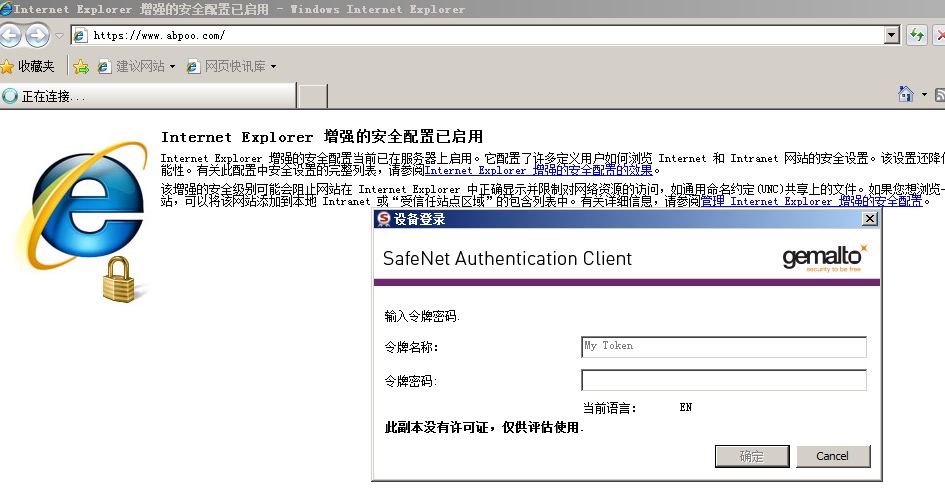 Internet Explorer 增强的安全配置已启用 - Windows Internet Explorer
https://www.abpoo.com/
收藏夹 建议网站 网页快讯库
正在连接...
Internet Explorer 增强的安全配置已启用
Internet Explorer 增强的安全配置当前已在服务器上启用。它配置了许多定义用户如何浏览 Internet 和 Intranet 网站的安全设置。该设置还降低
能性。有关此配置中安全设置的完整列表，请参阅Internet Explorer 增强的安全配置的效果。
该增强的安全级别可能会阻止网站在 Internet Explorer 中正确显示并限制对网络资源的访问，如通用命名约定(UNC)共享上的文件。如果您想浏览一
站，可以将该网站添加到本地 Intranet 或“受信任站点区域”的包含列表中。有关详细信息，请参阅管理 Internet Explorer 增强的安全配置。
设备登录
SafeNet Authentication Client
gemalto
security to be free
输入令牌密码.
令牌名称: My Token
令牌密码:
当前语言: EN
此副本没有许可证，仅供评估使用.
确定 Cancel